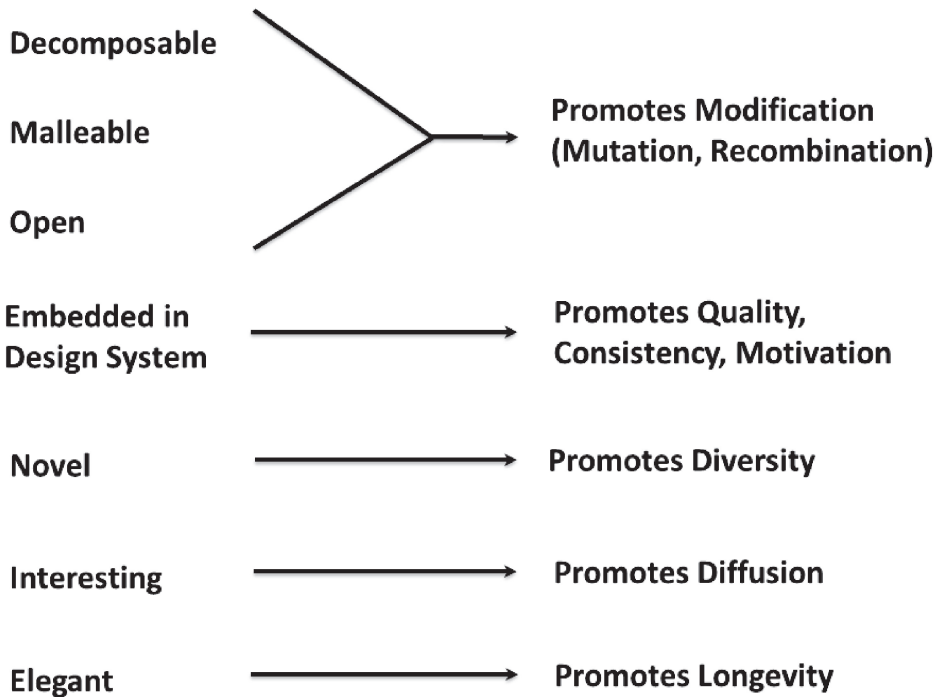 Decomposable
Malleable
Open
Promotes Modification
(Mutation, Recombination)
Embedded in
Design System
Promotes Quality,
Consistency, Motivation
Novel
Promotes Diversity
Interesting
Promotes Diffusion
Elegant
Promotes Longevity